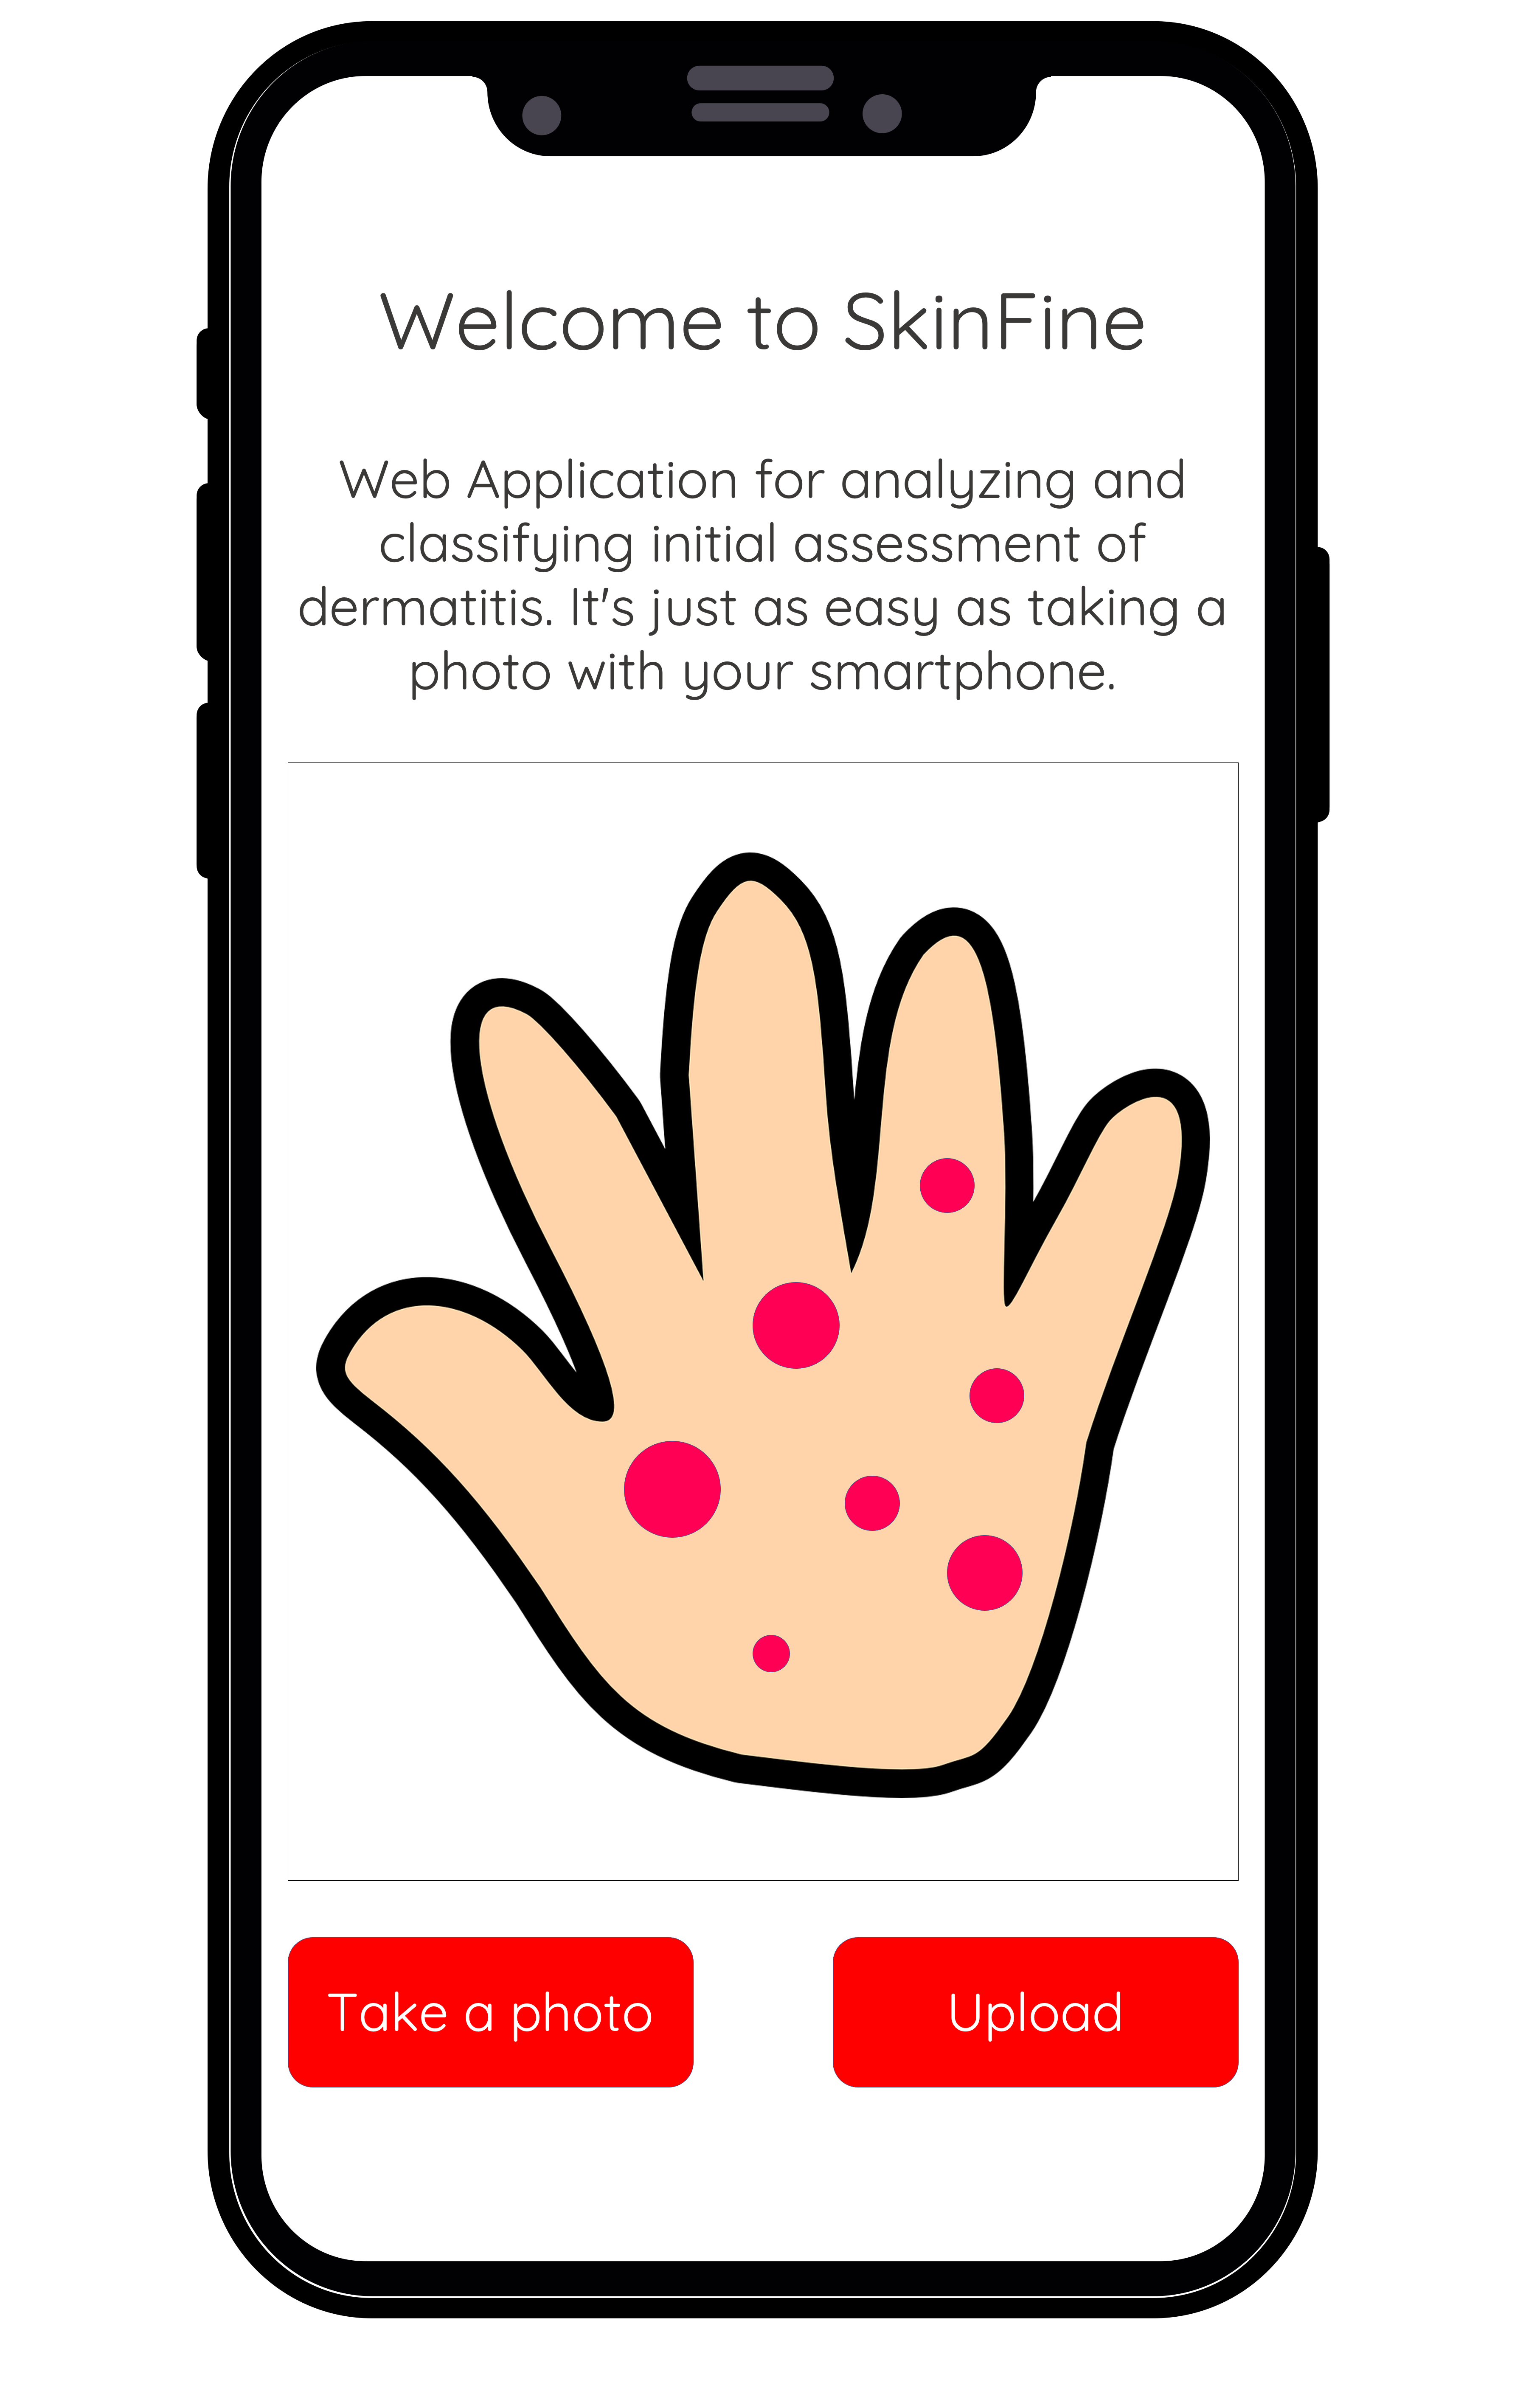 Welcome to SkinFine
Web Application for analyzing and
classifying initial assessment of
dermatitis. It's just as easy as taking a
photo with your smartphone.
Take a photo
Upload